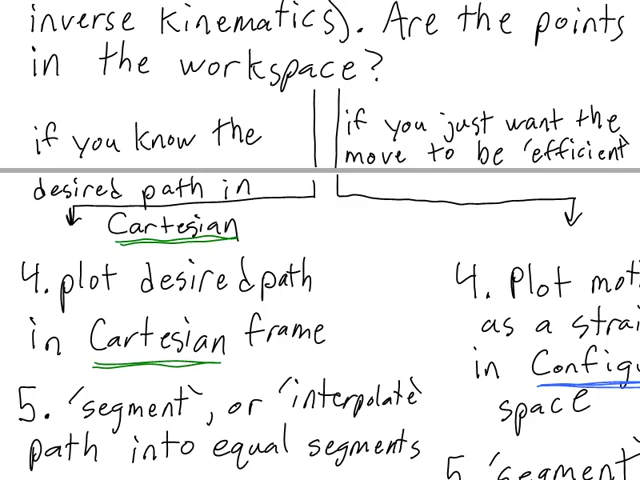 inverse kinematics). Are the points
in the workspace?
if you know the
desired path in
Cartesian
if you just want the
move to be 'efficient'
4. plot desired path
in Cartesian frame
5. 'segment', or 'interpolate'
path into equal segments
4. Plot
as a
in
space
5. 'segment'